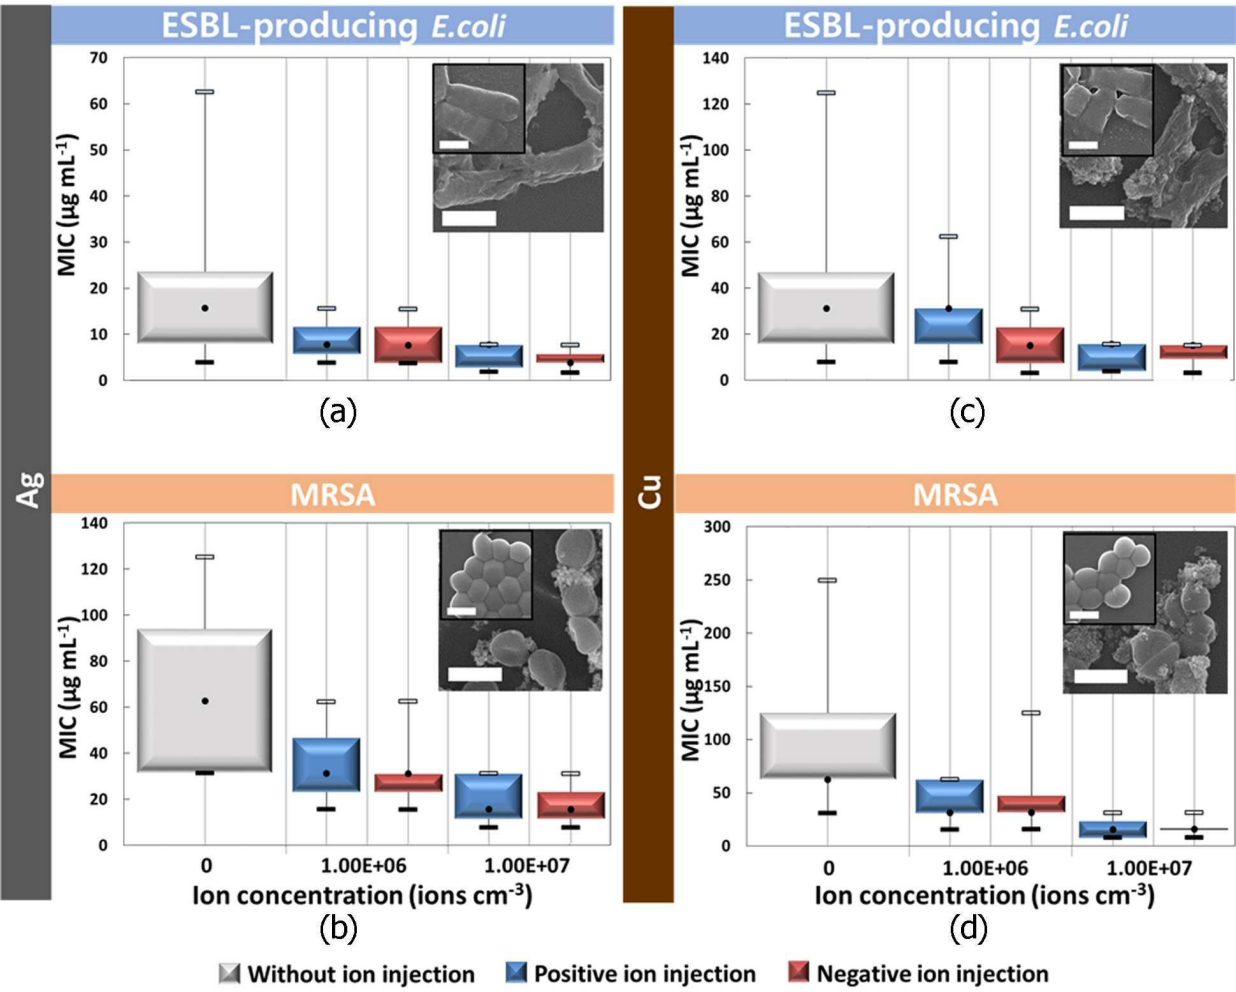 Ag
ESBL-producing E.coli
MIC (µg mL-1)
70
60
50
40
30
20
10
0
(a)
MRSA
MIC (µg mL-1)
140
120
100
80
60
40
20
0
0
1.00E+06
1.00E+07
Ion concentration (ions cm-3)
(b)
Cu
ESBL-producing E.coli
MIC (µg mL-1)
140
120
100
80
60
40
20
0
(c)
MRSA
MIC (µg mL-1)
300
250
200
150
100
50
0
0
1.00E+06
1.00E+07
Ion concentration (ions cm-3)
(d)
Without ion injection
Positive ion injection
Negative ion injection